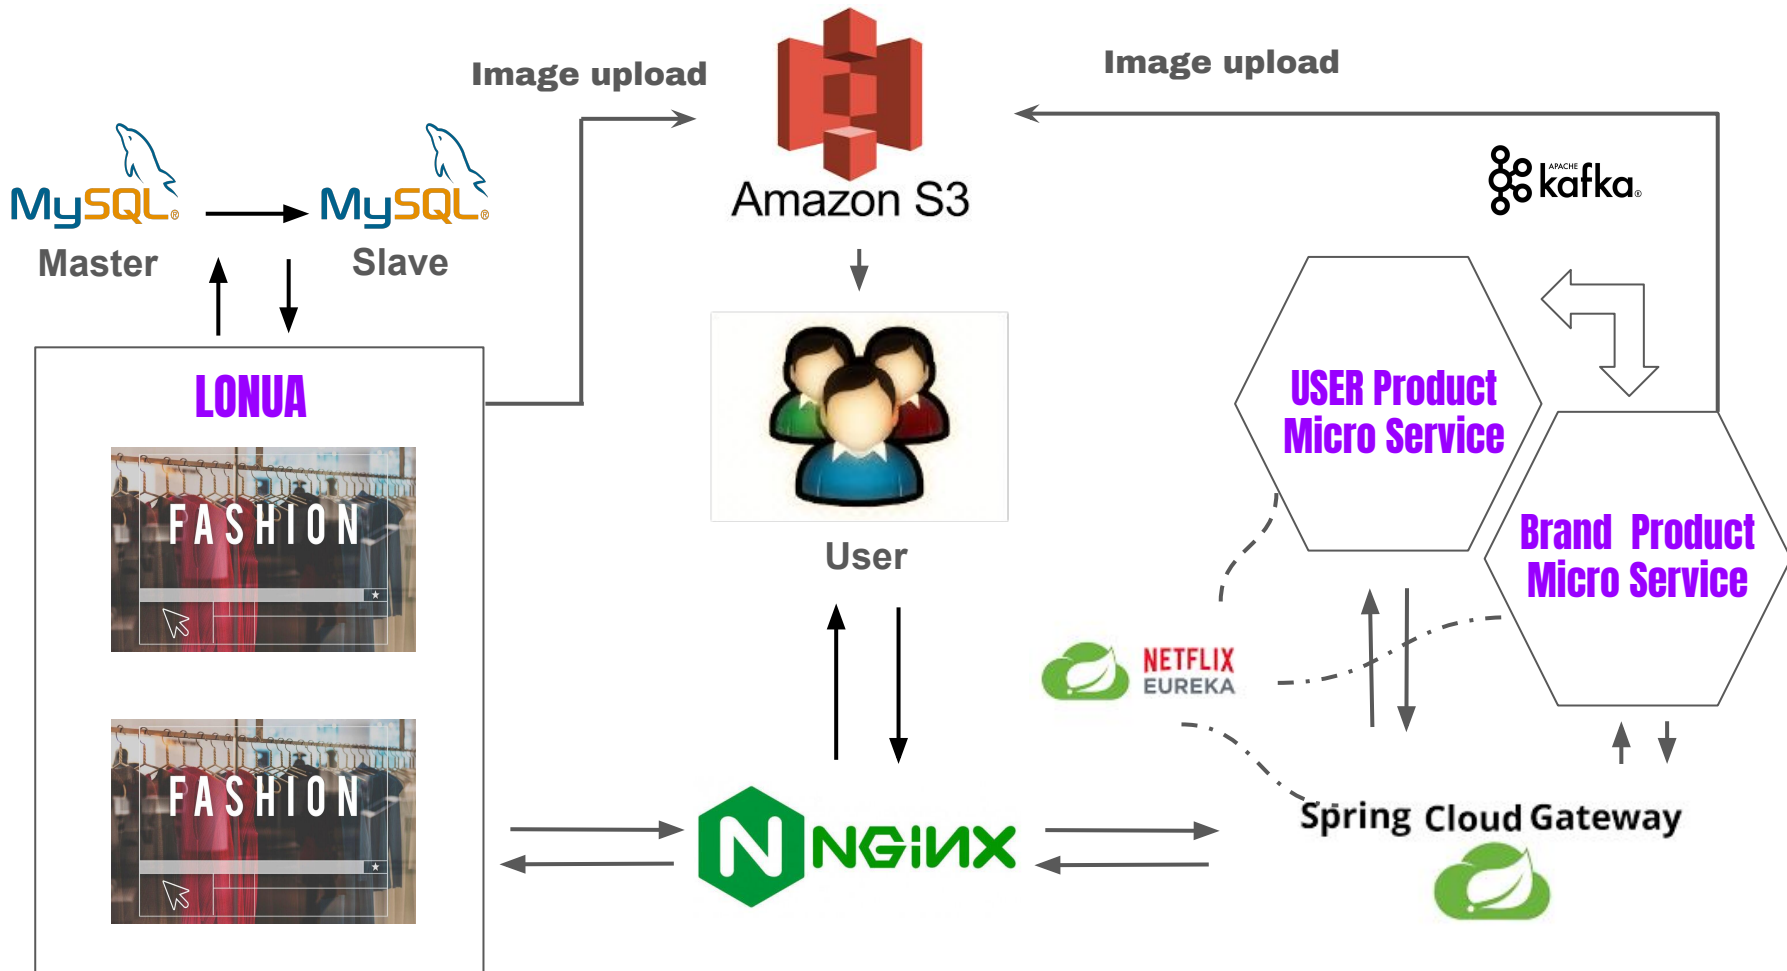 Image upload
Image upload
Amazon S3
APACHE
kafka®
MySQL®
MySQL®
Master
Slave
LONUA
FASHION
FASHION
User
USER Product
Micro Service
Brand Product
Micro Service
NETFLIX
EUREKA
N NGiNX
Spring Cloud Gateway